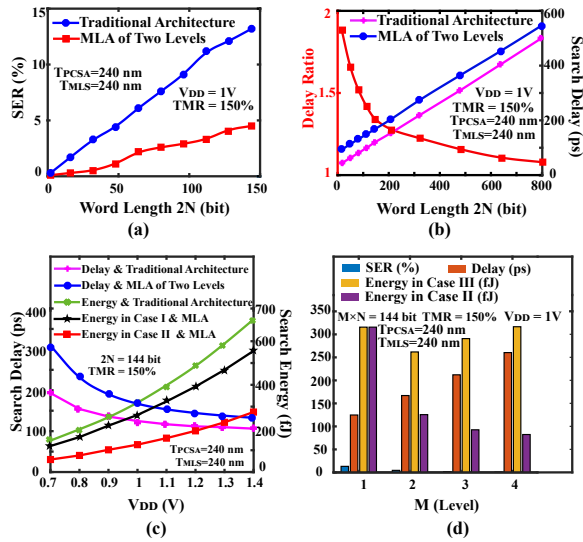 Traditional Architecture
MLA of Two Levels
15
10
5
0
SER (%)
TPCSA=240 nm
TMLS=240 nm
VDD = 1V
TMR = 150%
0 50 100 150
Word Length 2N (bit)
(a)
Traditional Architecture
MLA of Two Levels
2
1.5
1
Delay Ratio
600
400
200
0
Search Delay (ps)
VDD = 1V
TMR = 150%
TPCSA=240 nm
TMLS=240 nm
200 400 600 800
Word Length 2N (bit)
(b)
Delay & Traditional Architecture
Delay & MLA of Two Levels
Energy & Traditional Architecture
Energy in Case I & MLA
Energy in Case II & MLA
400
300
200
100
0
Search Delay (ps)
700
600
400
200
0
Search Energy (fJ)
2N = 144 bit
TMR = 150%
TPCSA=240 nm
TMLS=240 nm
0.7 0.8 0.9 1 1.1 1.2 1.3 1.4
VDD (V)
(c)
SER (%)
Delay (ps)
Energy in Case III (fJ)
Energy in Case II (fJ)
M×N = 144 bit TMR = 150% VDD = 1V
TPCSA=240 nm
TMLS=240 nm
350
300
250
200
150
100
50
0
1 2 3 4
M (Level)
(d)